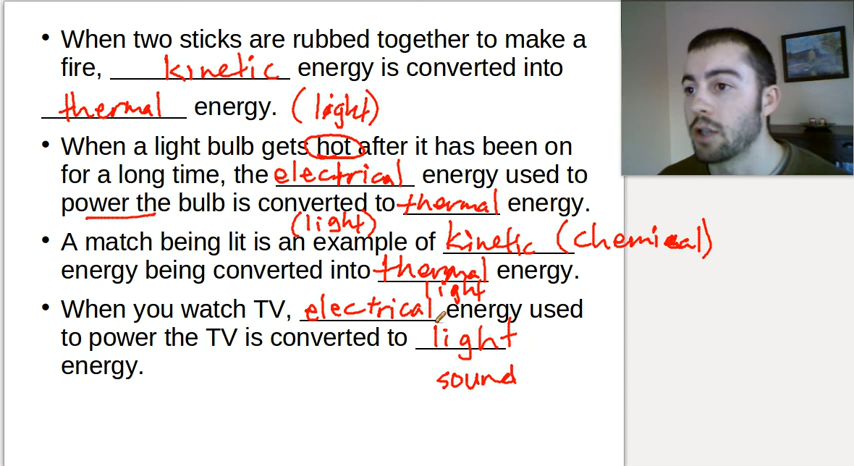 • When two sticks are rubbed together to make a
fire, kinetic energy is converted into
thermal energy. (light)
• When a light bulb gets hot after it has been on
for a long time, the electrical energy used to
power the bulb is converted to thermal energy.
(light)
• A match being lit is an example of kinetic (chemical)
energy being converted into thermal energy.
light
• When you watch TV, electrical energy used
to power the TV is converted to light
energy.
sound